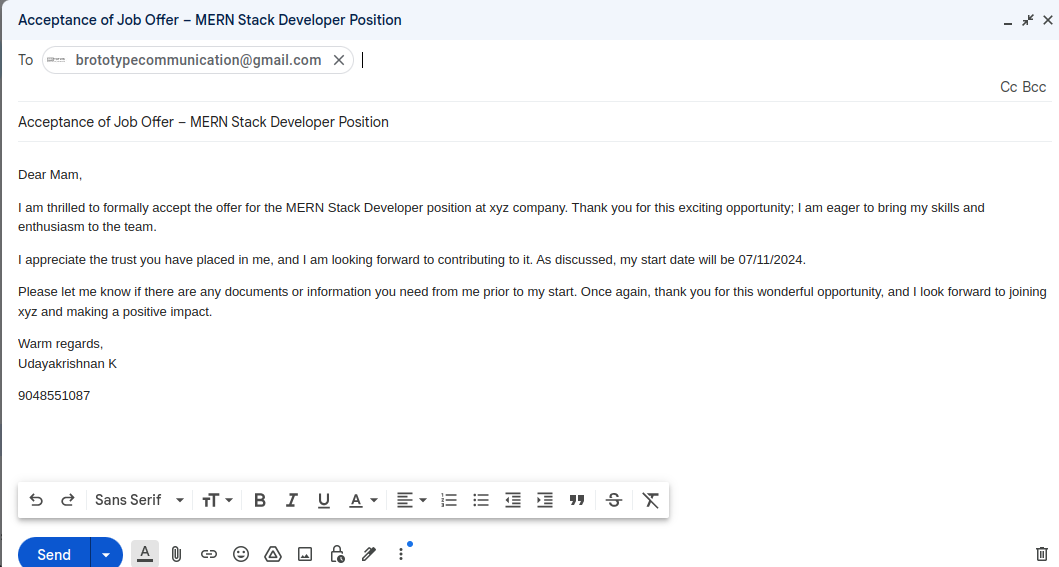 Acceptance of Job Offer – MERN Stack Developer Position
To brototypecommunication@gmail.com
Cc Bcc
Acceptance of Job Offer – MERN Stack Developer Position
Dear Mam,
I am thrilled to formally accept the offer for the MERN Stack Developer position at xyz company. Thank you for this exciting opportunity; I am eager to bring my skills and
enthusiasm to the team.
I appreciate the trust you have placed in me, and I am looking forward to contributing to it. As discussed, my start date will be 07/11/2024.
Please let me know if there are any documents or information you need from me prior to my start. Once again, thank you for this wonderful opportunity, and I look forward to joining
xyz and making a positive impact.
Warm regards,
Udayakrishnan K
9048551087
Sans Serif
Send